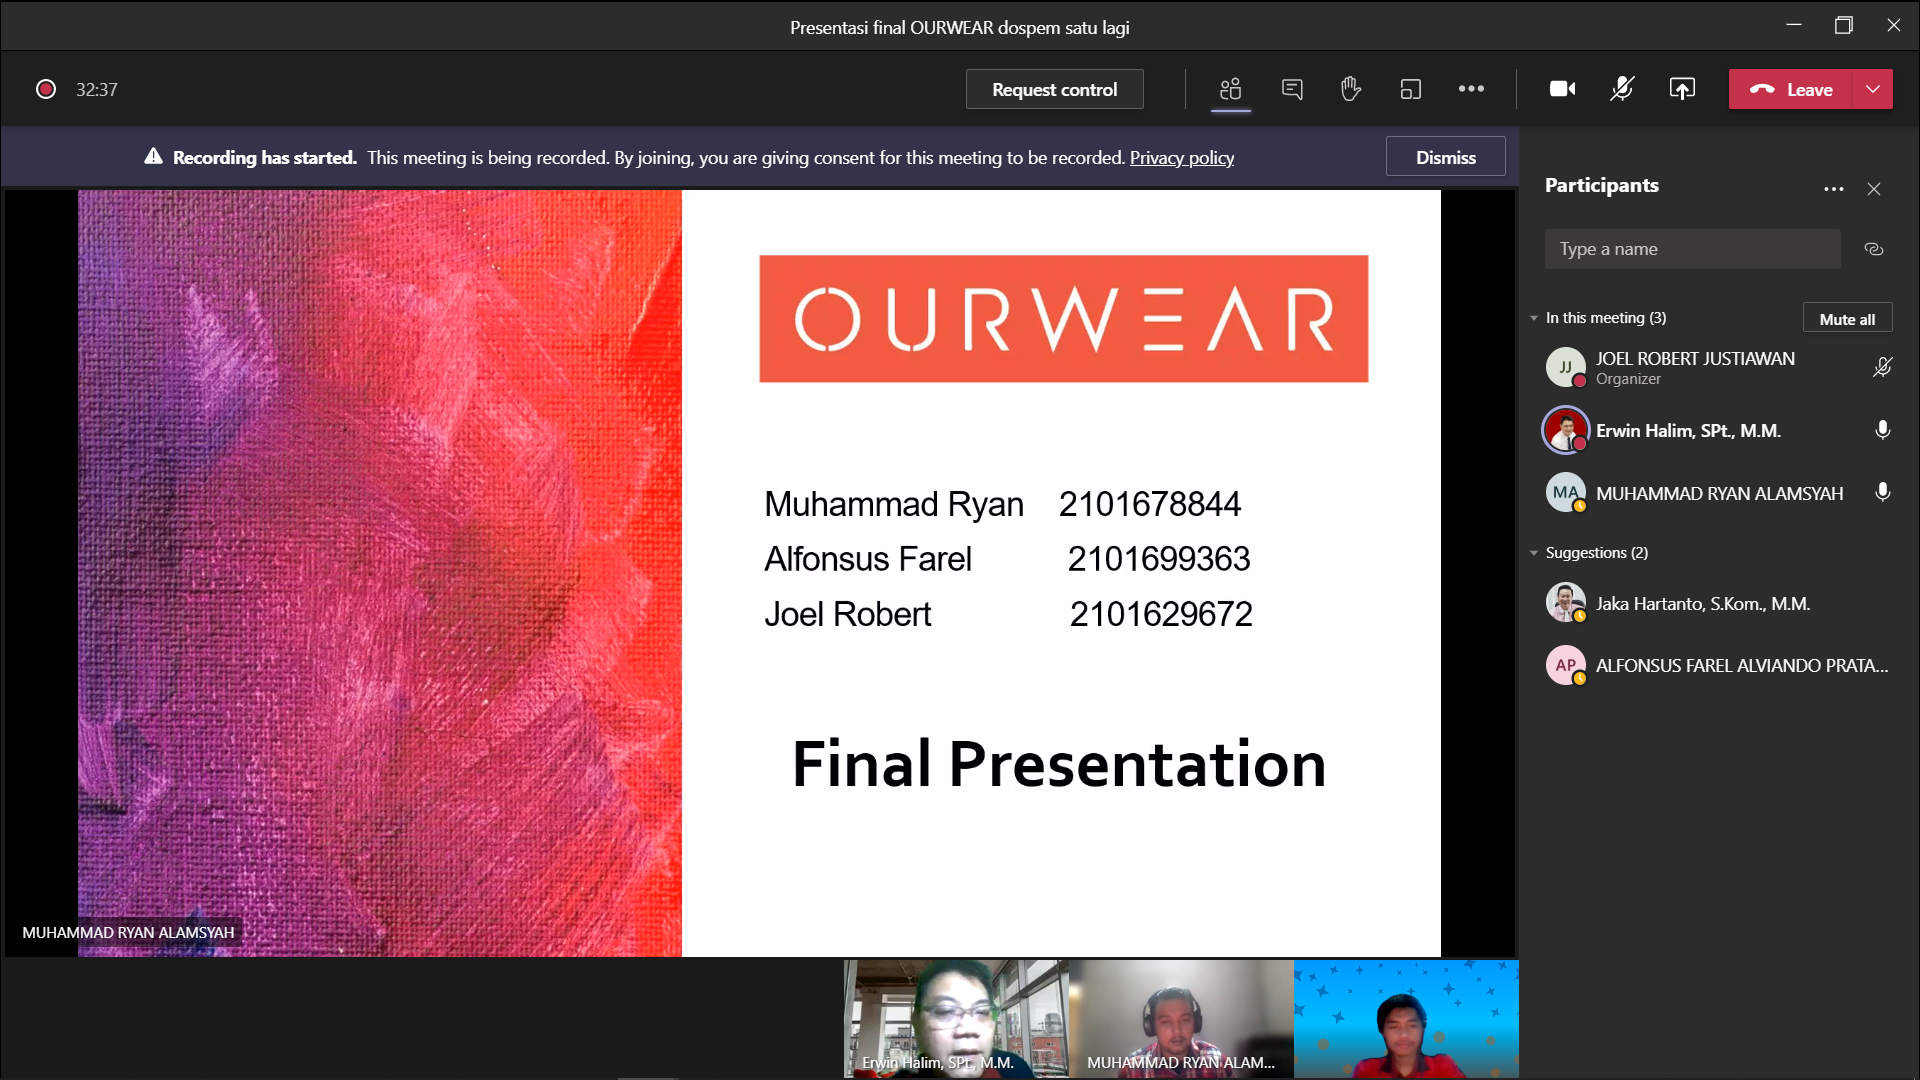 Presentasi final OURWEAR dospem satu lagi
32:37
Request control
Leave
Recording has started. This meeting is being recorded. By joining, you are giving consent for this meeting to be recorded. Privacy policy
Dismiss
OURWEAR
Muhammad Ryan 2101678844
Alfonsus Farel 2101699363
Joel Robert 2101629672
Final Presentation
MUHAMMAD RYAN ALAMSYAH
Erwin Halim, SPt., M.M.
MUHAMMAD RYAN ALAM...
Participants
Type a name
In this meeting (3)
Mute all
JJ
JOEL ROBERT JUSTIAWAN
Organizer
Erwin Halim, SPt., M.M.
MA
MUHAMMAD RYAN ALAMSYAH
Suggestions (2)
Jaka Hartanto, S.Kom., M.M.
AP
ALFONSUS FAREL ALVIANDO PRATA...